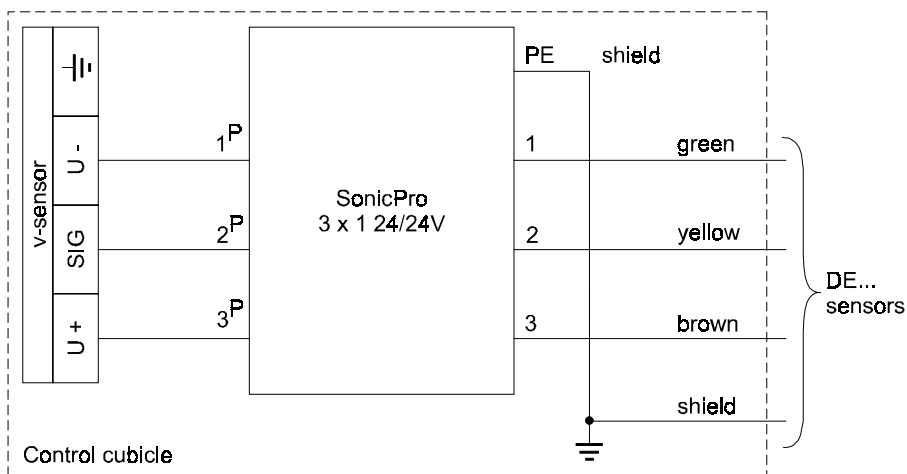 PE shield
v-sensor
U -
1P
1
green
SonicPro
3 x 1 24/24V
SIG
2P
2
yellow
DE...
sensors
U +
3P
3
brown
shield
Control cubicle